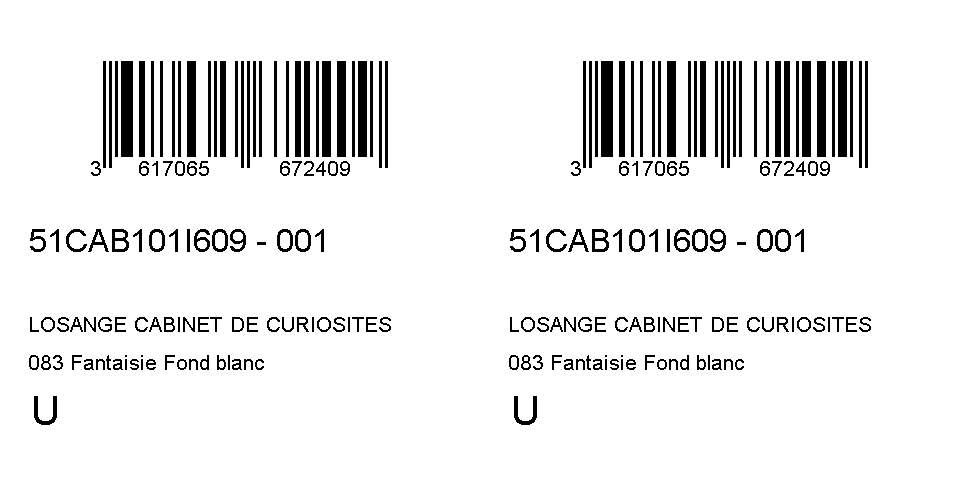 3 617065 672409
51CAB101I609 - 001
LOSANGE CABINET DE CURIOSITES
083 Fantaisie Fond blanc
U
3 617065 672409
51CAB101I609 - 001
LOSANGE CABINET DE CURIOSITES
083 Fantaisie Fond blanc
U